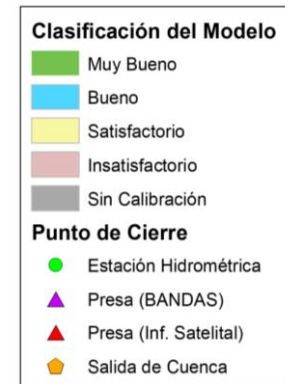 Clasificación del Modelo
Muy Bueno
Bueno
Satisfactorio
Insatisfactorio
Sin Calibración
Punto de Cierre
Estación Hidrométrica
Presa (BANDAS)
Presa (Inf. Satelital)
Salida de Cuenca